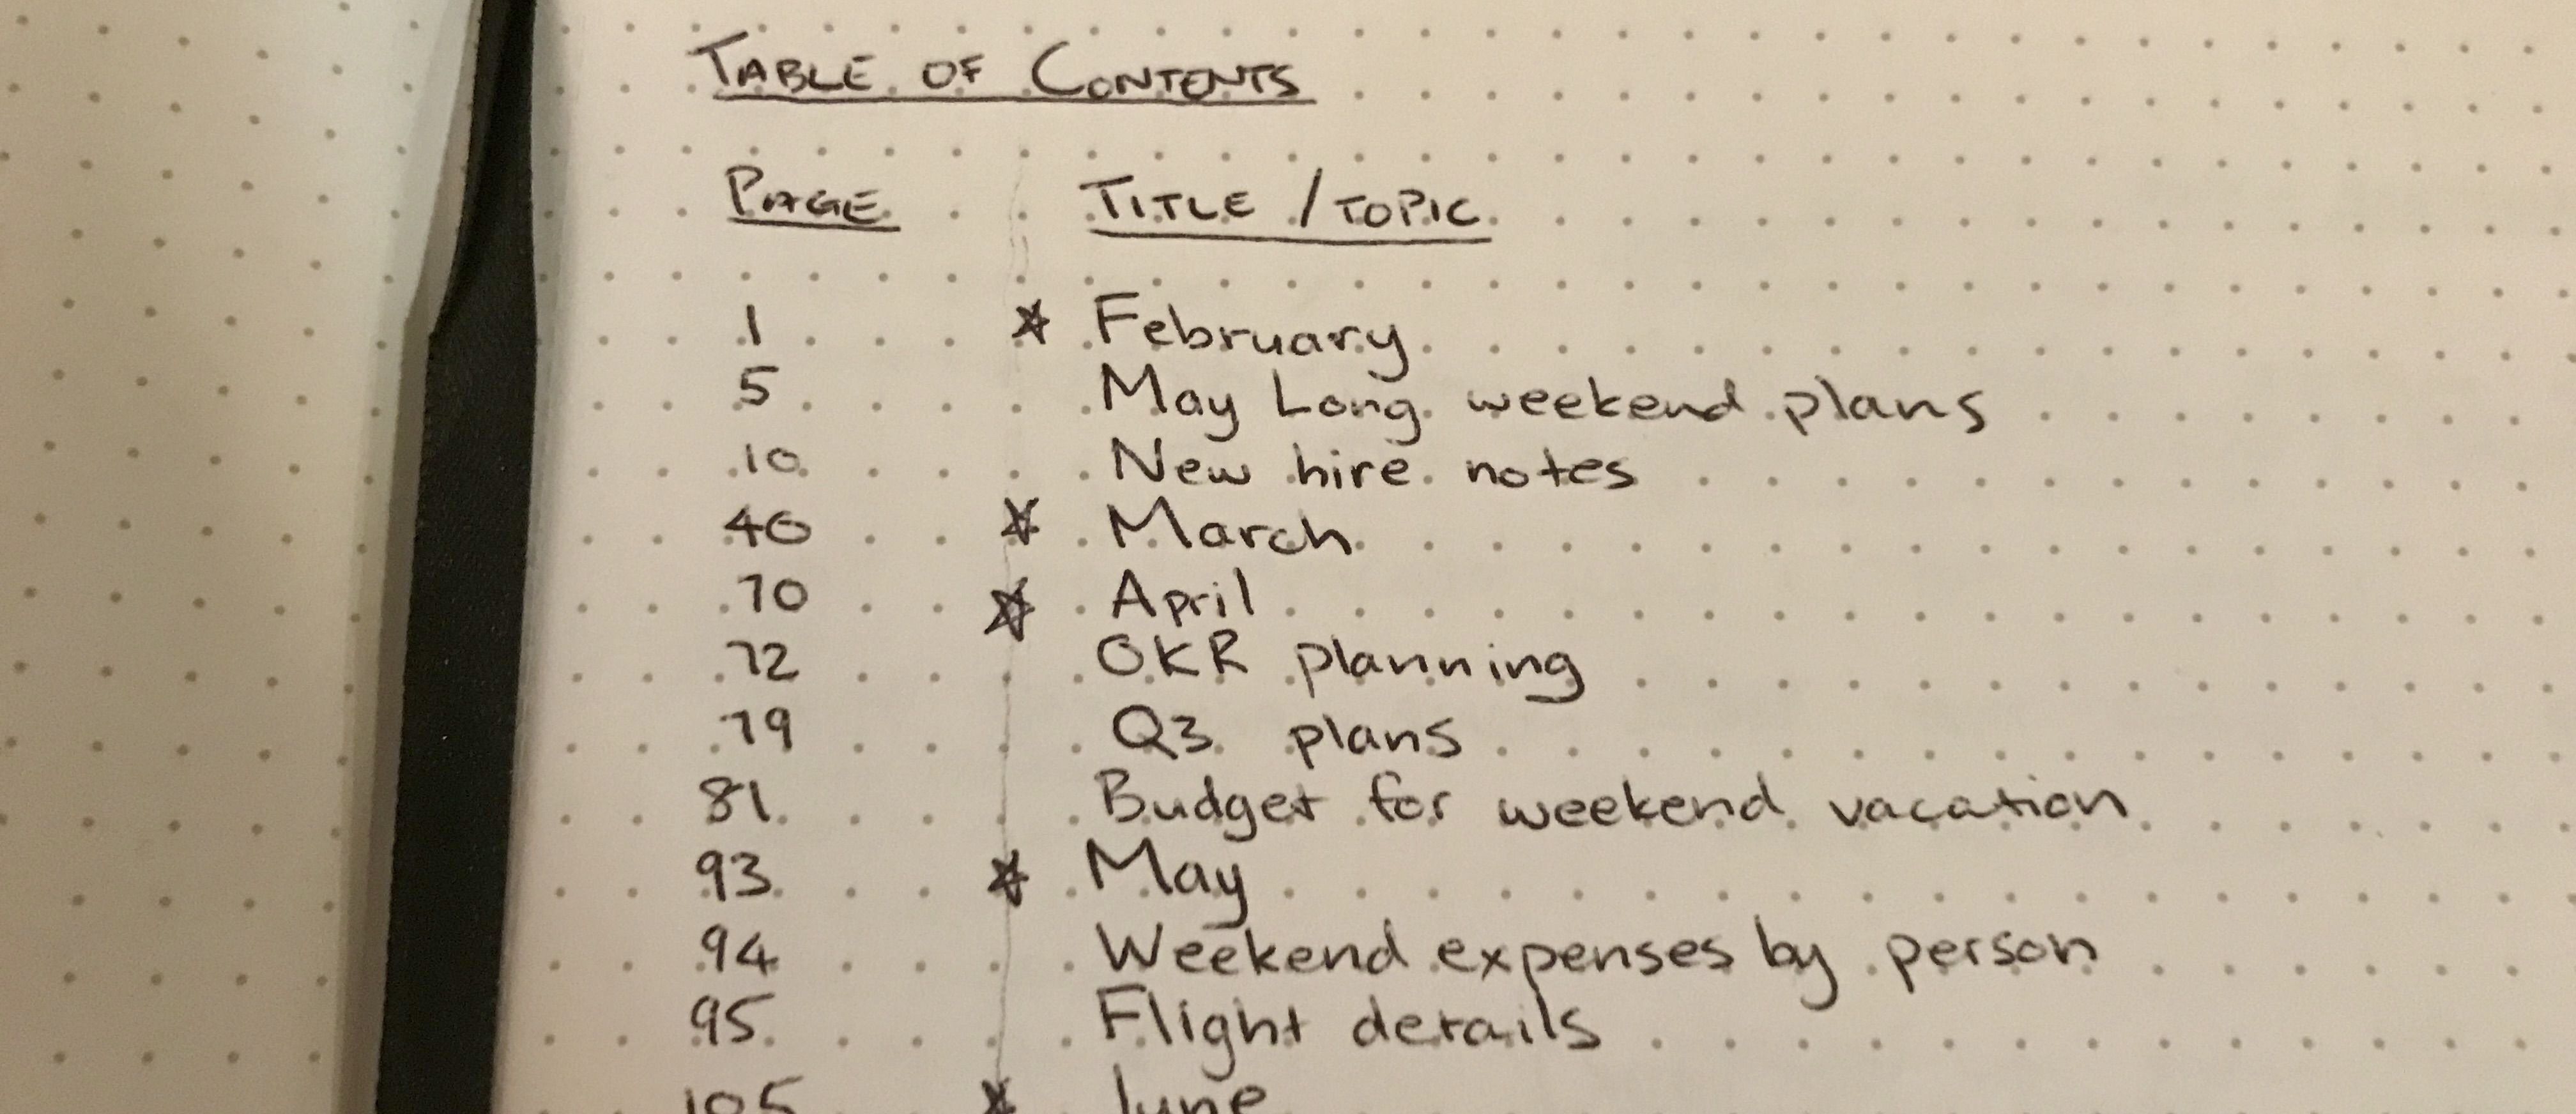 TABLE OF CONTENTS
PAGE TITLE / TOPIC
1 ☆ February
5 May Long weekend plans
10 New hire notes
40 ☆ March
70 ☆ April
72 OKR planning
79 Q3 plans
81 Budget for weekend vacation
93 ☆ May
94 Weekend expenses by person
95 Flight details
105 ☆ June